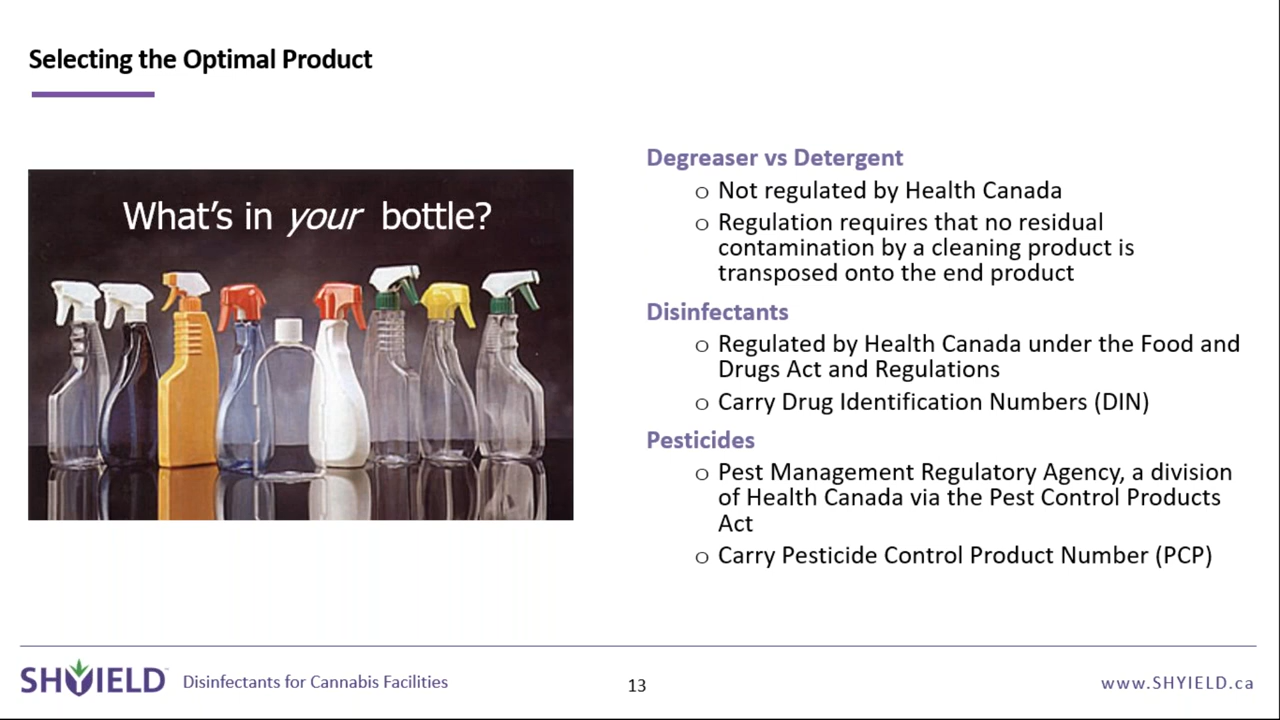 Selecting the Optimal Product
What's in your bottle?
Degreaser vs Detergent
o Not regulated by Health Canada
o Regulation requires that no residual
contamination by a cleaning product is
transposed onto the end product
Disinfectants
o Regulated by Health Canada under the Food and
Drugs Act and Regulations
o Carry Drug Identification Numbers (DIN)
Pesticides
o Pest Management Regulatory Agency, a division
of Health Canada via the Pest Control Products
Act
o Carry Pesticide Control Product Number (PCP)
SHYIELD™ Disinfectants for Cannabis Facilities
13
www.SHYIELD.ca